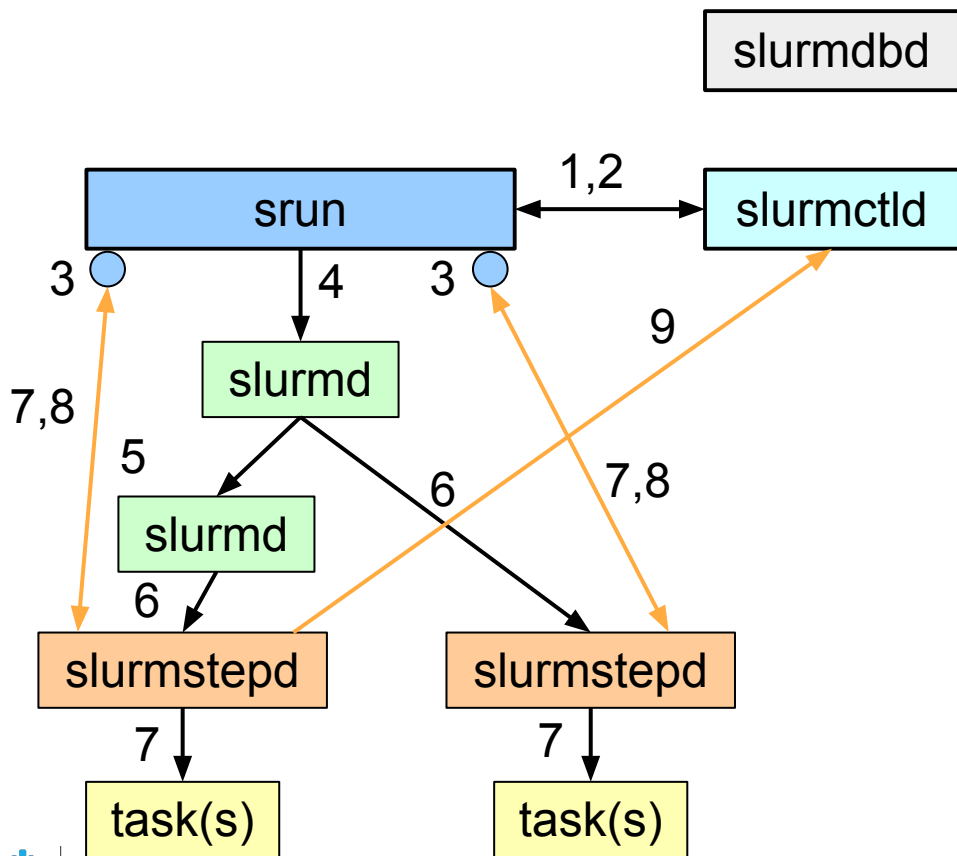 slurmdbd
1,2
srun
slurmctld
3
4
3
9
slurmd
7,8
5
6
7,8
slurmd
6
slurmstepd
slurmstepd
7
7
task(s)
task(s)